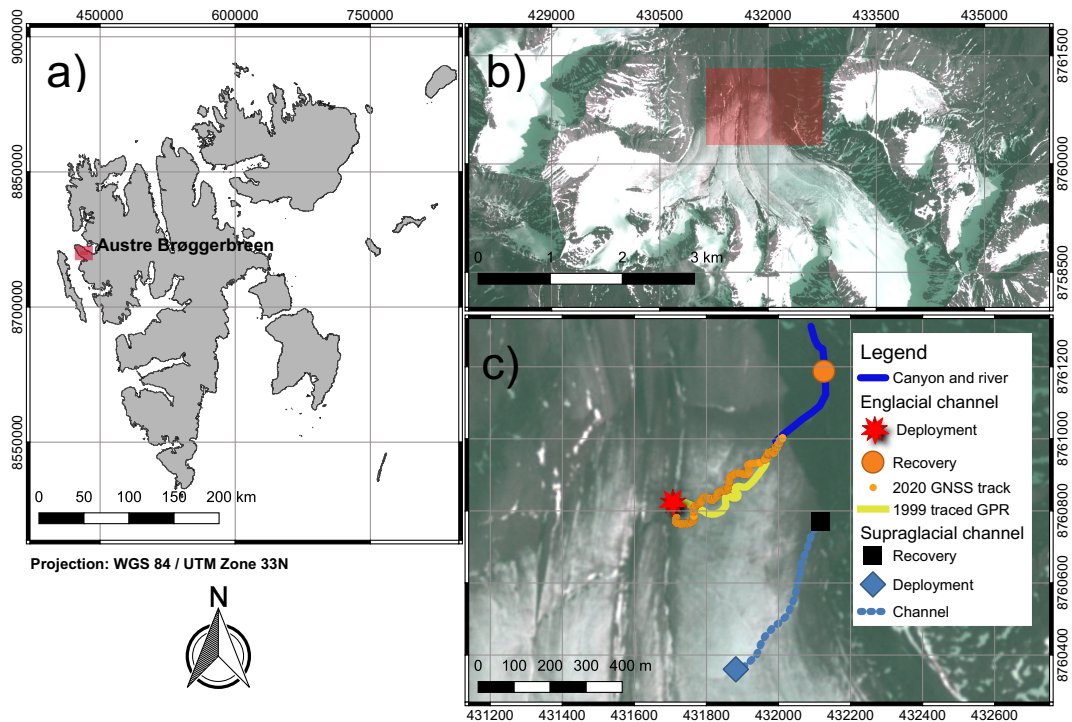 450000 600000 750000
9000000
8850000
8700000
8550000
a)
Austre Brøggerbreen
0 50 100 150 200 km
Projection: WGS 84 / UTM Zone 33N
N
429000 430500 432000 433500 435000
b)
8761500
8760000
8758500
0 1 2 3 km
c)
8761200
8761000
8760800
8760600
8760400
Legend
Canyon and river
Englacial channel
Deployment
Recovery
2020 GNSS track
1999 traced GPR
Supraglacial channel
Recovery
Deployment
Channel
0 100 200 300 400 m
431200 431400 431600 431800 432000 432200 432400 432600